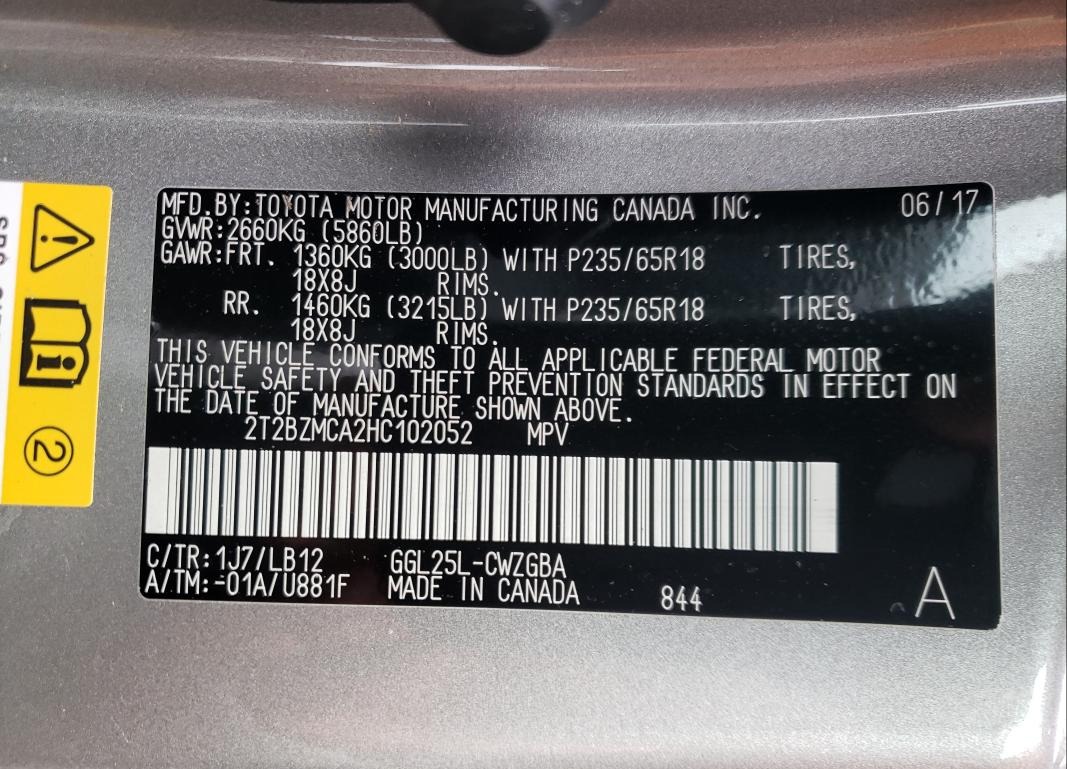 MFD.BY:TOYOTA MOTOR MANUFACTURING CANADA INC. 06/17
GVWR:2660KG (5860LB)
GAWR:FRT. 1360KG (3000LB) WITH P235/65R18 TIRES,
18X8J RIMS.
RR. 1460KG (3215LB) WITH P235/65R18 TIRES,
18X8J RIMS.
THIS VEHICLE CONFORMS TO ALL APPLICABLE FEDERAL MOTOR
VEHICLE SAFETY AND THEFT PREVENTION STANDARDS IN EFFECT ON
THE DATE OF MANUFACTURE SHOWN ABOVE.
2T2BZMCA2HC102052 MPV
C/TR:1J7/LB12 GGL25L-CWZGBA
A/TM:-01A/U881F MADE IN CANADA 844 A
2